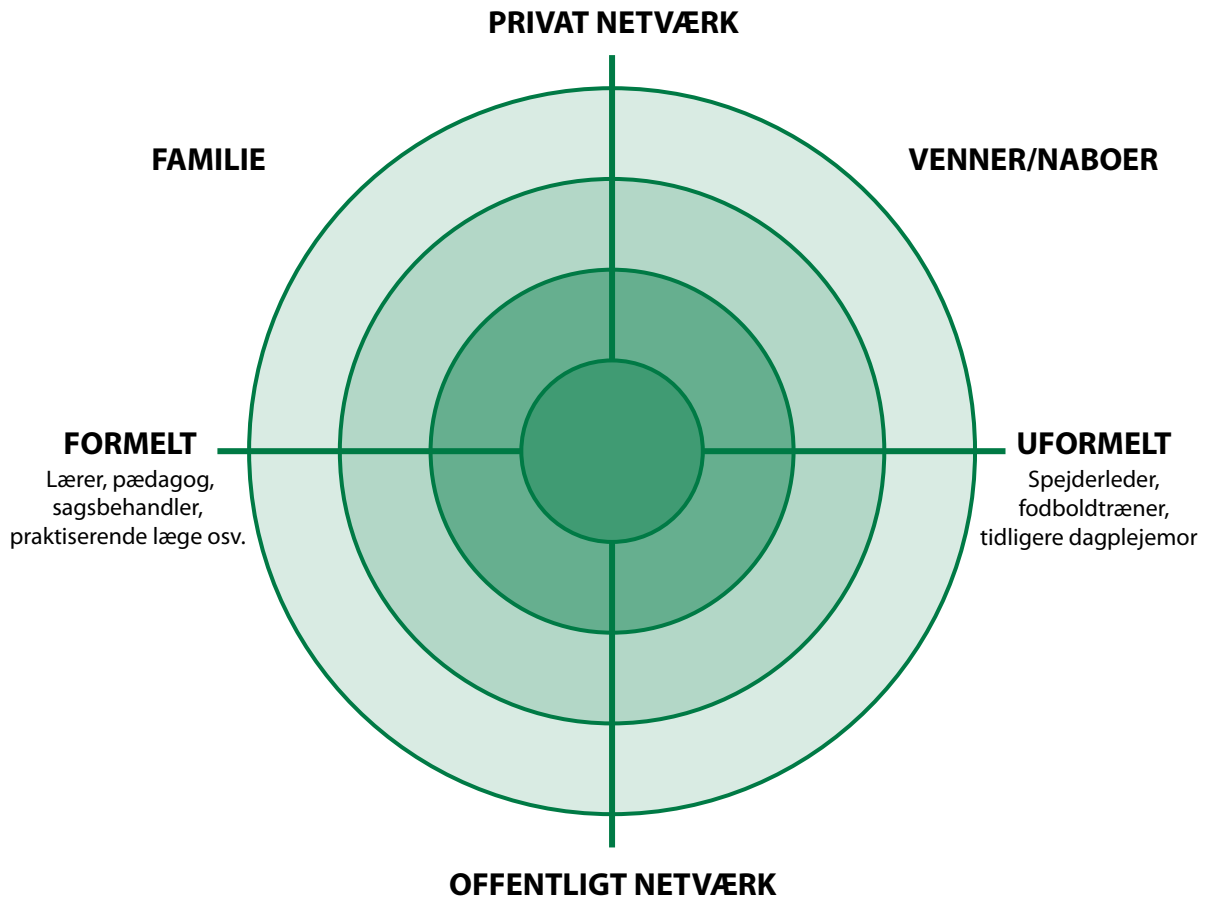 PRIVAT NETVÆRK
FAMILIE
VENNER/NABOER
FORMELT
Lærer, pædagog,
sagsbehandler,
praktiserende læge osv.
UFORMELT
Spejderleder,
fodboldtræner,
tidligere dagplejemor
OFFENTLIGT NETVÆRK